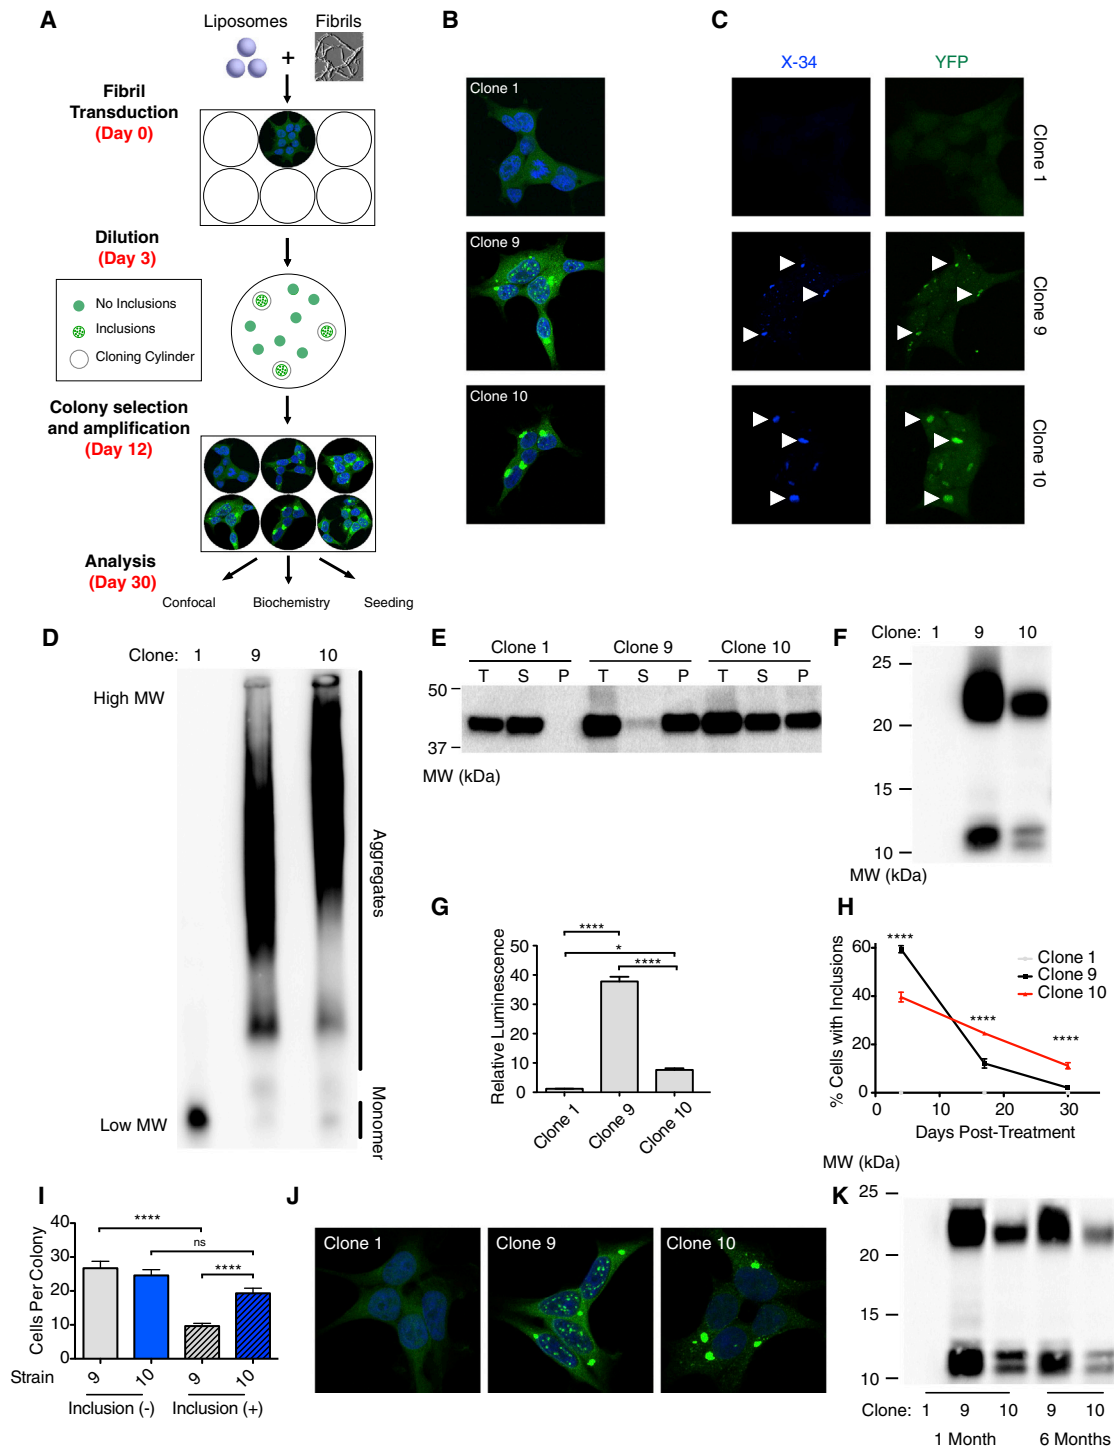 A
Liposomes
Fibrils
+
Fibril
Transduction
(Day 0)
Dilution
(Day 3)
No Inclusions
Inclusions
Cloning Cylinder
Colony selection
and amplification
(Day 12)
Analysis
(Day 30)
Confocal
Biochemistry
Seeding
B
Clone 1
Clone 9
Clone 10
C
X-34
YFP
Clone 1
Clone 9
Clone 10
D
Clone: 1 9 10
High MW
Low MW
Aggregates
Monomer
E
Clone 1 Clone 9 Clone 10
T S P T S P T S P
50
37
MW (kDa)
F
Clone: 1 9 10
25
20
15
10
MW (kDa)
G
****
*
****
Relative Luminescence
50
40
30
20
10
0
Clone 1
Clone 9
Clone 10
H
% Cells with Inclusions
60
40
20
0
****
****
****
Clone 1
Clone 9
Clone 10
0 10 20 30
Days Post-Treatment
I
Cells Per Colony
40
30
20
10
0
****
ns
****
Strain 9 10 9 10
Inclusion (-) Inclusion (+)
J
Clone 1
Clone 9
Clone 10
K
MW (kDa)
25
20
15
10
Clone: 1 9 10 9 10
1 Month 6 Months